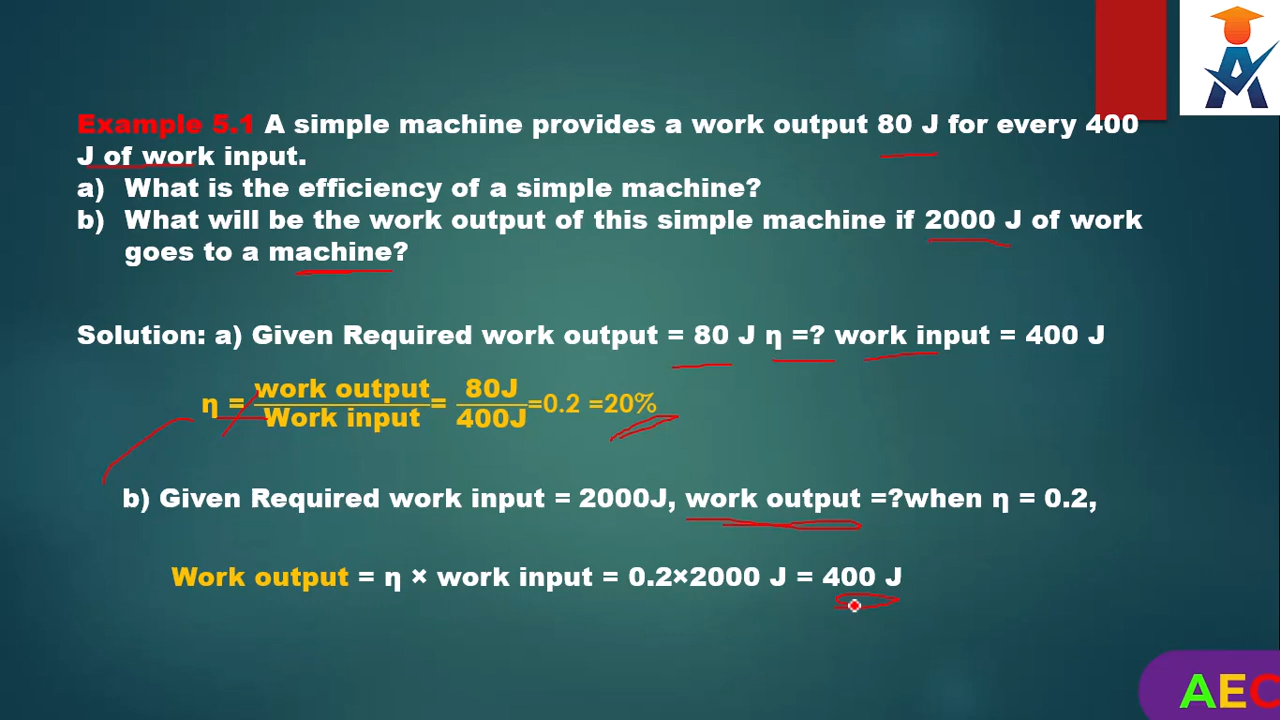 Example 5.1 A simple machine provides a work output 80 J for every 400
J of work input.
a) What is the efficiency of a simple machine?
b) What will be the work output of this simple machine if 2000 J of work
goes to a machine?
Solution: a) Given Required work output = 80 J η =? work input = 400 J
η = work output/Work input = 80J/400J =0.2 =20%
b) Given Required work input = 2000J, work output =?when η = 0.2,
Work output = η × work input = 0.2×2000 J = 400 J
AEC